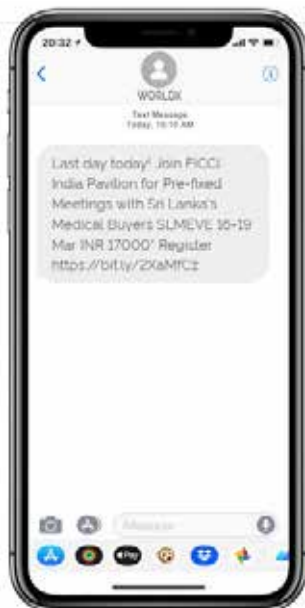 20:32
WORLDX
Text Message
Today, 10:10 AM
Last day today! Join FICCI
India Pavilion for Pre-fixed
Meetings with Sri Lanka's
Medical Buyers SLMEVE 16-19
Mar INR 17000* Register
https://bit.ly/2XaMfCz
Message
Pay